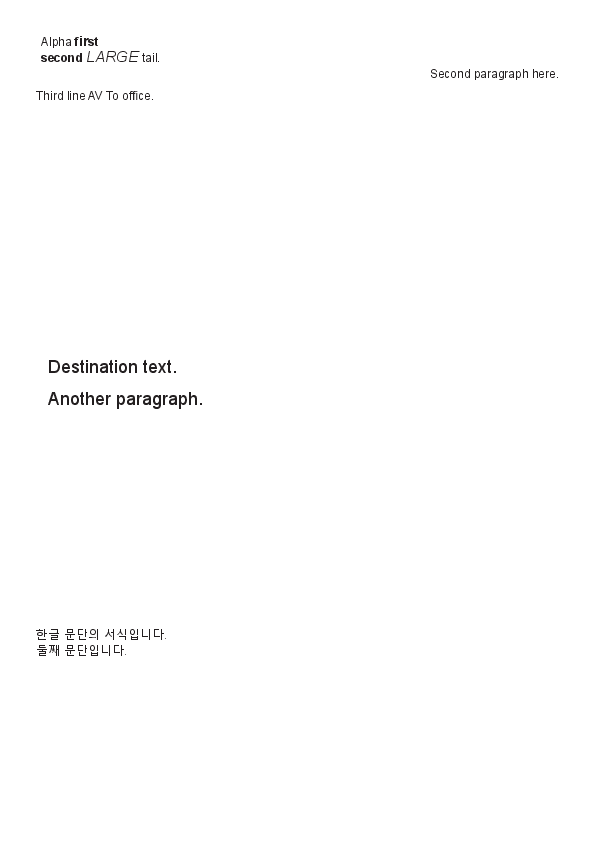 Alpha first
second LARGE tail.
Second paragraph here.
Third line AV To office.
Destination text.
Another paragraph.
한글 문단의 서식입니다.
둘째 문단입니다.